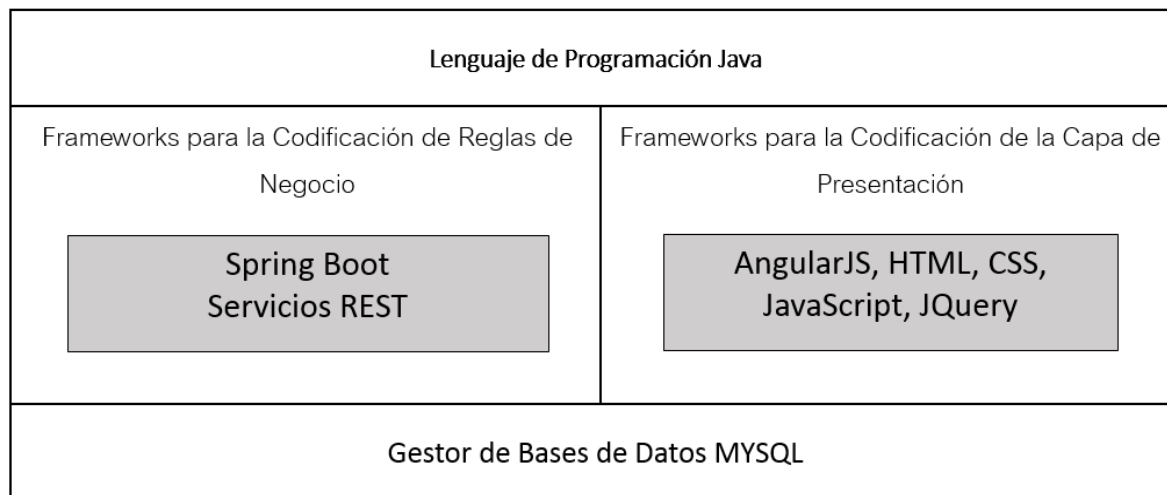 Lenguaje de Programación Java
Frameworks para la Codificación de Reglas de
Negocio
Spring Boot
Servicios REST
Frameworks para la Codificación de la Capa de
Presentación
AngularJS, HTML, CSS,
JavaScript, JQuery
Gestor de Bases de Datos MYSQL